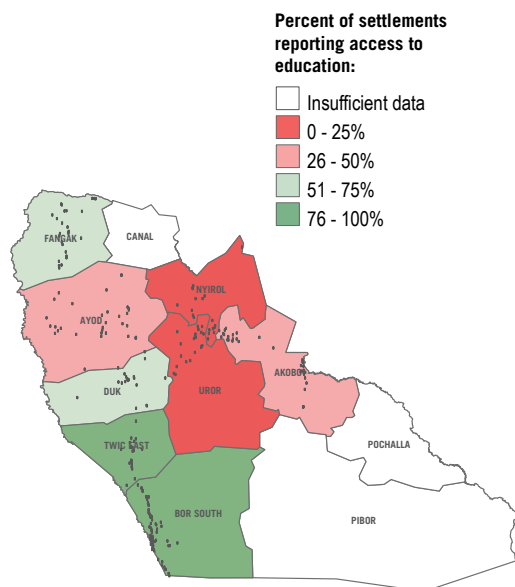 Percent of settlements
reporting access to
education:
Insufficient data
0 - 25%
26 - 50%
51 - 75%
76 - 100%
FANGAK
CANAL
NYIROL
AYOD
AKOBO
DUK
UROR
TWIC EAST
POCHALLA
BOR SOUTH
PIBOR